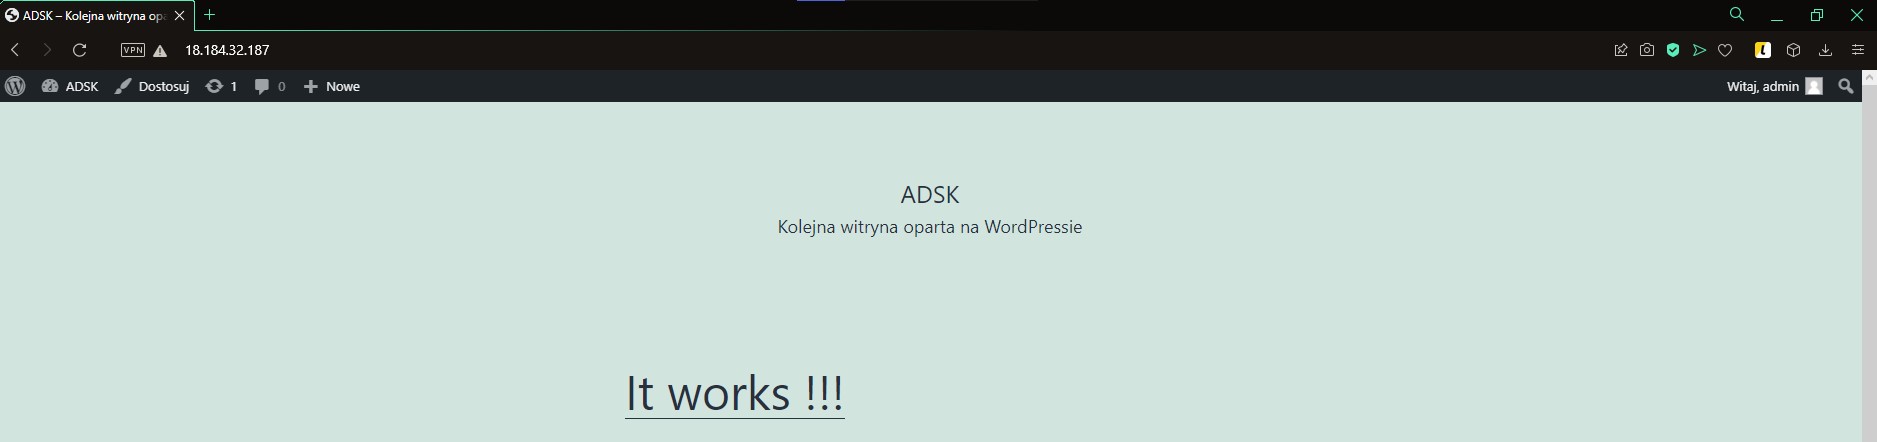 ADSK – Kolejna witryna opa
VPN 18.184.32.187
ADSK Dostosuj 1 0 Nowe Witaj, admin
ADSK
Kolejna witryna oparta na WordPressie
It works !!!